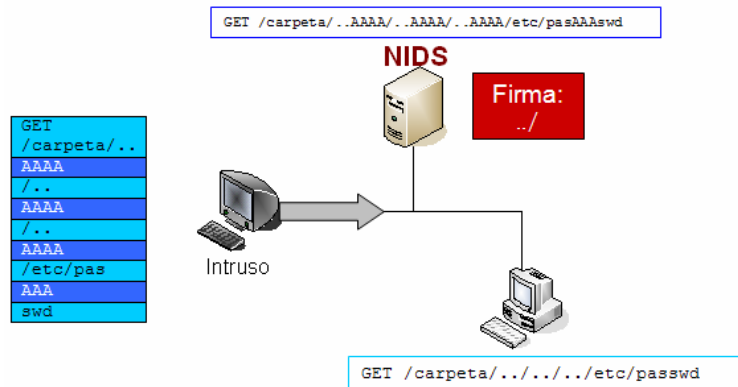 GET /carpeta/..AAAA/..AAAA/..AAAA/etc/pasAAAswd
NIDS
Firma:
../
GET
/carpeta/..
AAAA
/..
AAAA
/..
AAAA
/etc/pas
AAA
swd
Intruso
GET /carpeta/../../../etc/passwd